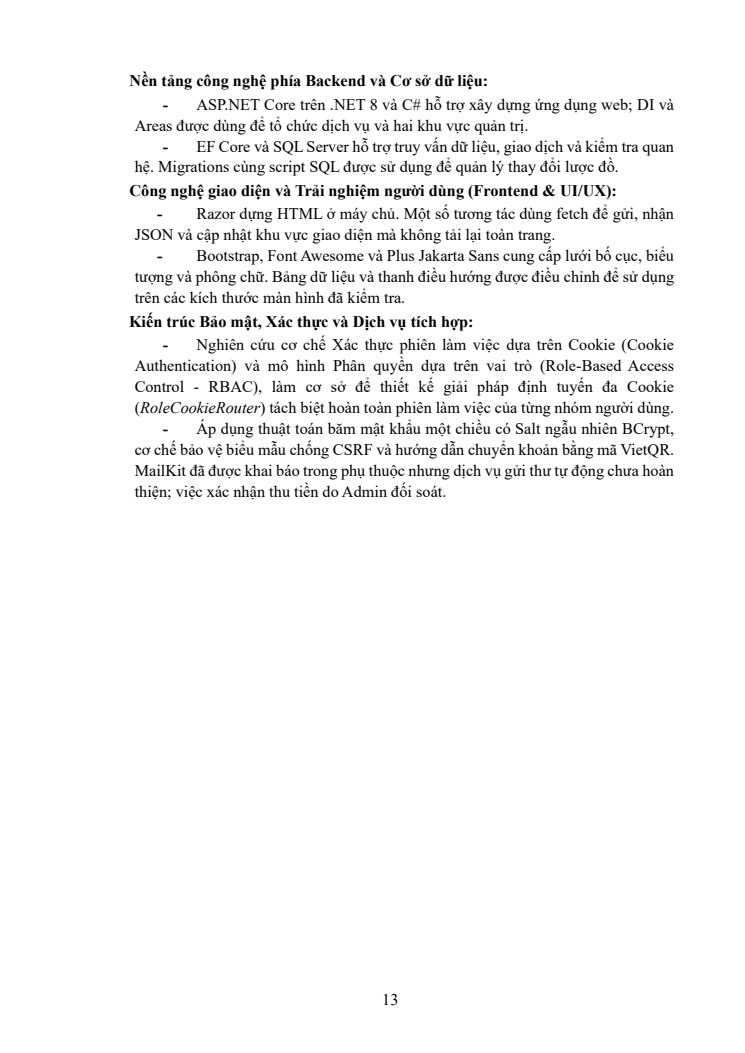 Nền tảng công nghệ phía Backend và Cơ sở dữ liệu:
- ASP.NET Core trên .NET 8 và C# hỗ trợ xây dựng ứng dụng web; DI và
Areas được dùng để tổ chức dịch vụ và hai khu vực quản trị.
- EF Core và SQL Server hỗ trợ truy vấn dữ liệu, giao dịch và kiểm tra quan
hệ. Migrations cùng script SQL được sử dụng để quản lý thay đổi lược đồ.
Công nghệ giao diện và Trải nghiệm người dùng (Frontend & UI/UX):
- Razor dựng HTML ở máy chủ. Một số tương tác dùng fetch để gửi, nhận
JSON và cập nhật khu vực giao diện mà không tải lại toàn trang.
- Bootstrap, Font Awesome và Plus Jakarta Sans cung cấp lưới bố cục, biểu
tượng và phông chữ. Bảng dữ liệu và thanh điều hướng được điều chỉnh để sử dụng
trên các kích thước màn hình đã kiểm tra.
Kiến trúc Bảo mật, Xác thực và Dịch vụ tích hợp:
- Nghiên cứu cơ chế Xác thực phiên làm việc dựa trên Cookie (Cookie
Authentication) và mô hình Phân quyền dựa trên vai trò (Role-Based Access
Control - RBAC), làm cơ sở để thiết kế giải pháp định tuyến đa Cookie
(RoleCookieRouter) tách biệt hoàn toàn phiên làm việc của từng nhóm người dùng.
- Áp dụng thuật toán băm mật khẩu một chiều có Salt ngẫu nhiên BCrypt,
cơ chế bảo vệ biểu mẫu chống CSRF và hướng dẫn chuyển khoản bằng mã VietQR.
MailKit đã được khai báo trong phụ thuộc nhưng dịch vụ gửi thư tự động chưa hoàn
thiện; việc xác nhận thu tiền do Admin đối soát.
13